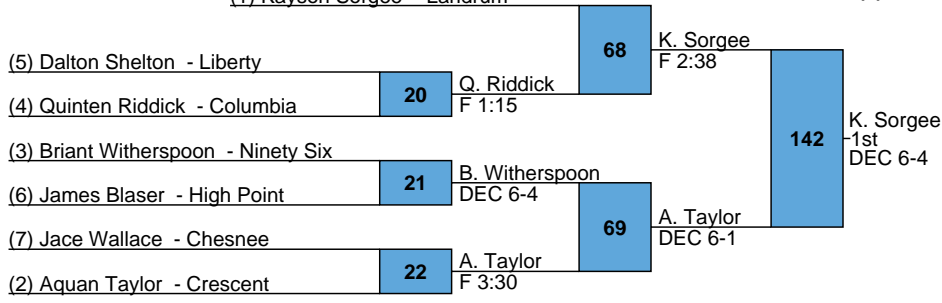 (5) Dalton Shelton - Liberty
(4) Quinten Riddick - Columbia
(3) Briant Witherspoon - Ninety Six
(6) James Blaser - High Point
(7) Jace Wallace - Chesnee
(2) Aquan Taylor - Crescent
20
21
22
Q. Riddick
F 1:15
B. Witherspoon
DEC 6-4
A. Taylor
F 3:30
68
69
K. Sorgee
F 2:38
A. Taylor
DEC 6-1
142
K. Sorgee
1st
DEC 6-4